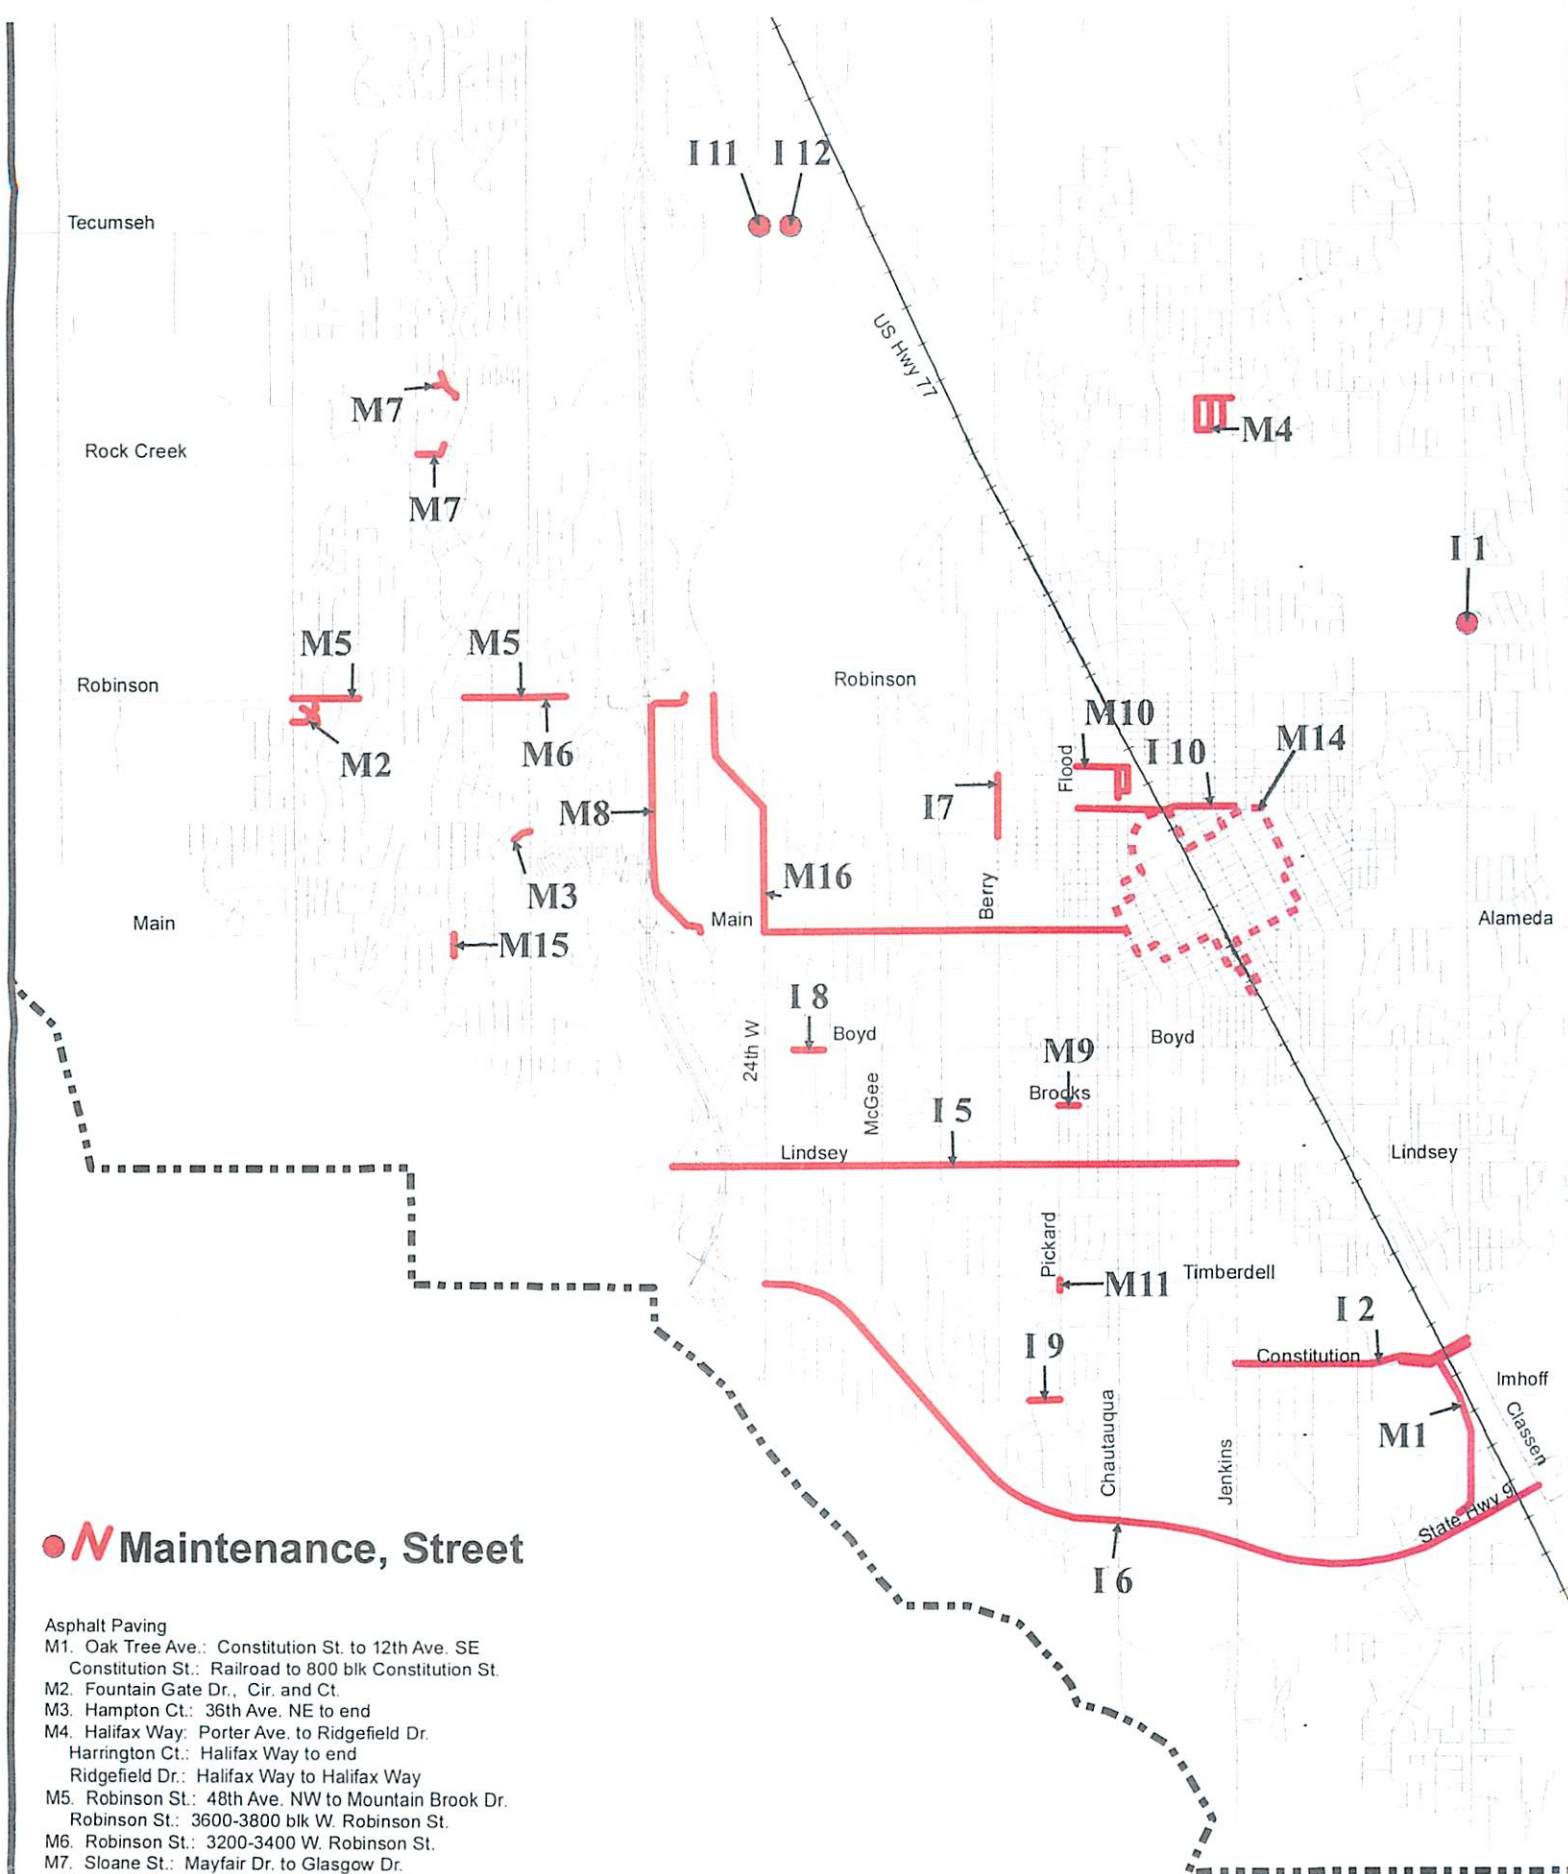 I 11 I 12
Tecumseh
US Hwy 77
M7
M4
Rock Creek
M7
I 1
M5 M5
Robinson Robinson
M10
M2 M6 Flood I 10 M14
M8 I7
M3 M16 Berry
Main Main Alameda
M15
I 8
24th W Boyd Boyd
M9
McGee Brooks
I 5
Lindsey Lindsey
Pickard
M11 Timberdell
I 2
I 9 Constitution
Imhoff
Chautauqua M1 Classen
Jenkins
State Hwy 9
I 6
N Maintenance, Street
Asphalt Paving
M1. Oak Tree Ave.: Constitution St. to 12th Ave. SE
Constitution St.: Railroad to 800 blk Constitution St.
M2. Fountain Gate Dr., Cir. and Ct.
M3. Hampton Ct.: 36th Ave. NE to end
M4. Halifax Way: Porter Ave. to Ridgefield Dr.
Harrington Ct.: Halifax Way to end
Ridgefield Dr.: Halifax Way to Halifax Way
M5. Robinson St.: 48th Ave. NW to Mountain Brook Dr.
Robinson St.: 3600-3800 blk W. Robinson St.
M6. Robinson St.: 3200-3400 W. Robinson St.
M7. Sloane St.: Mayfair Dr. to Glasgow Dr.